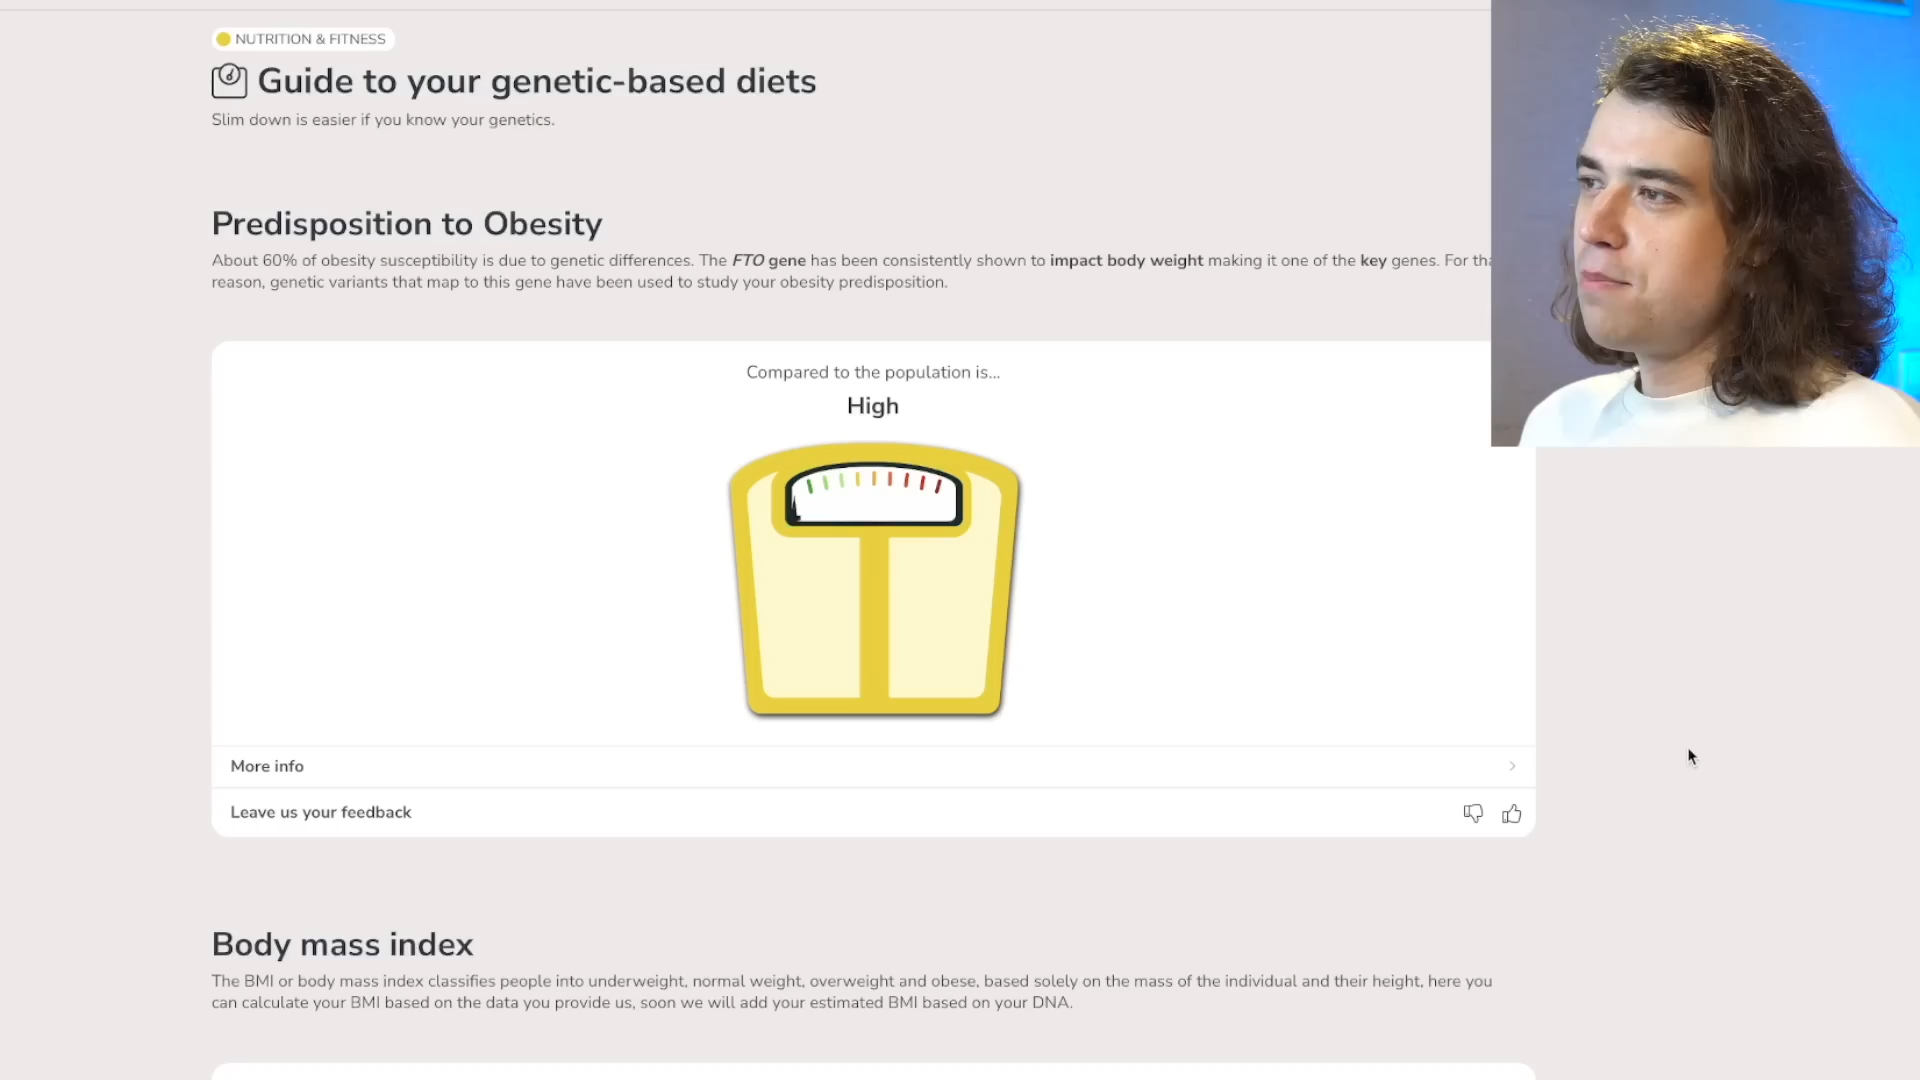 NUTRITION & FITNESS
Guide to your genetic-based diets
Slim down is easier if you know your genetics.
Predisposition to Obesity
About 60% of obesity susceptibility is due to genetic differences. The FTO gene has been consistently shown to impact body weight making it one of the key genes. For
reason, genetic variants that map to this gene have been used to study your obesity predisposition.
Compared to the population is...
High
More info
Leave us your feedback
Body mass index
The BMI or body mass index classifies people into underweight, normal weight, overweight and obese, based solely on the mass of the individual and their height, here you
can calculate your BMI based on the data you provide us, soon we will add your estimated BMI based on your DNA.